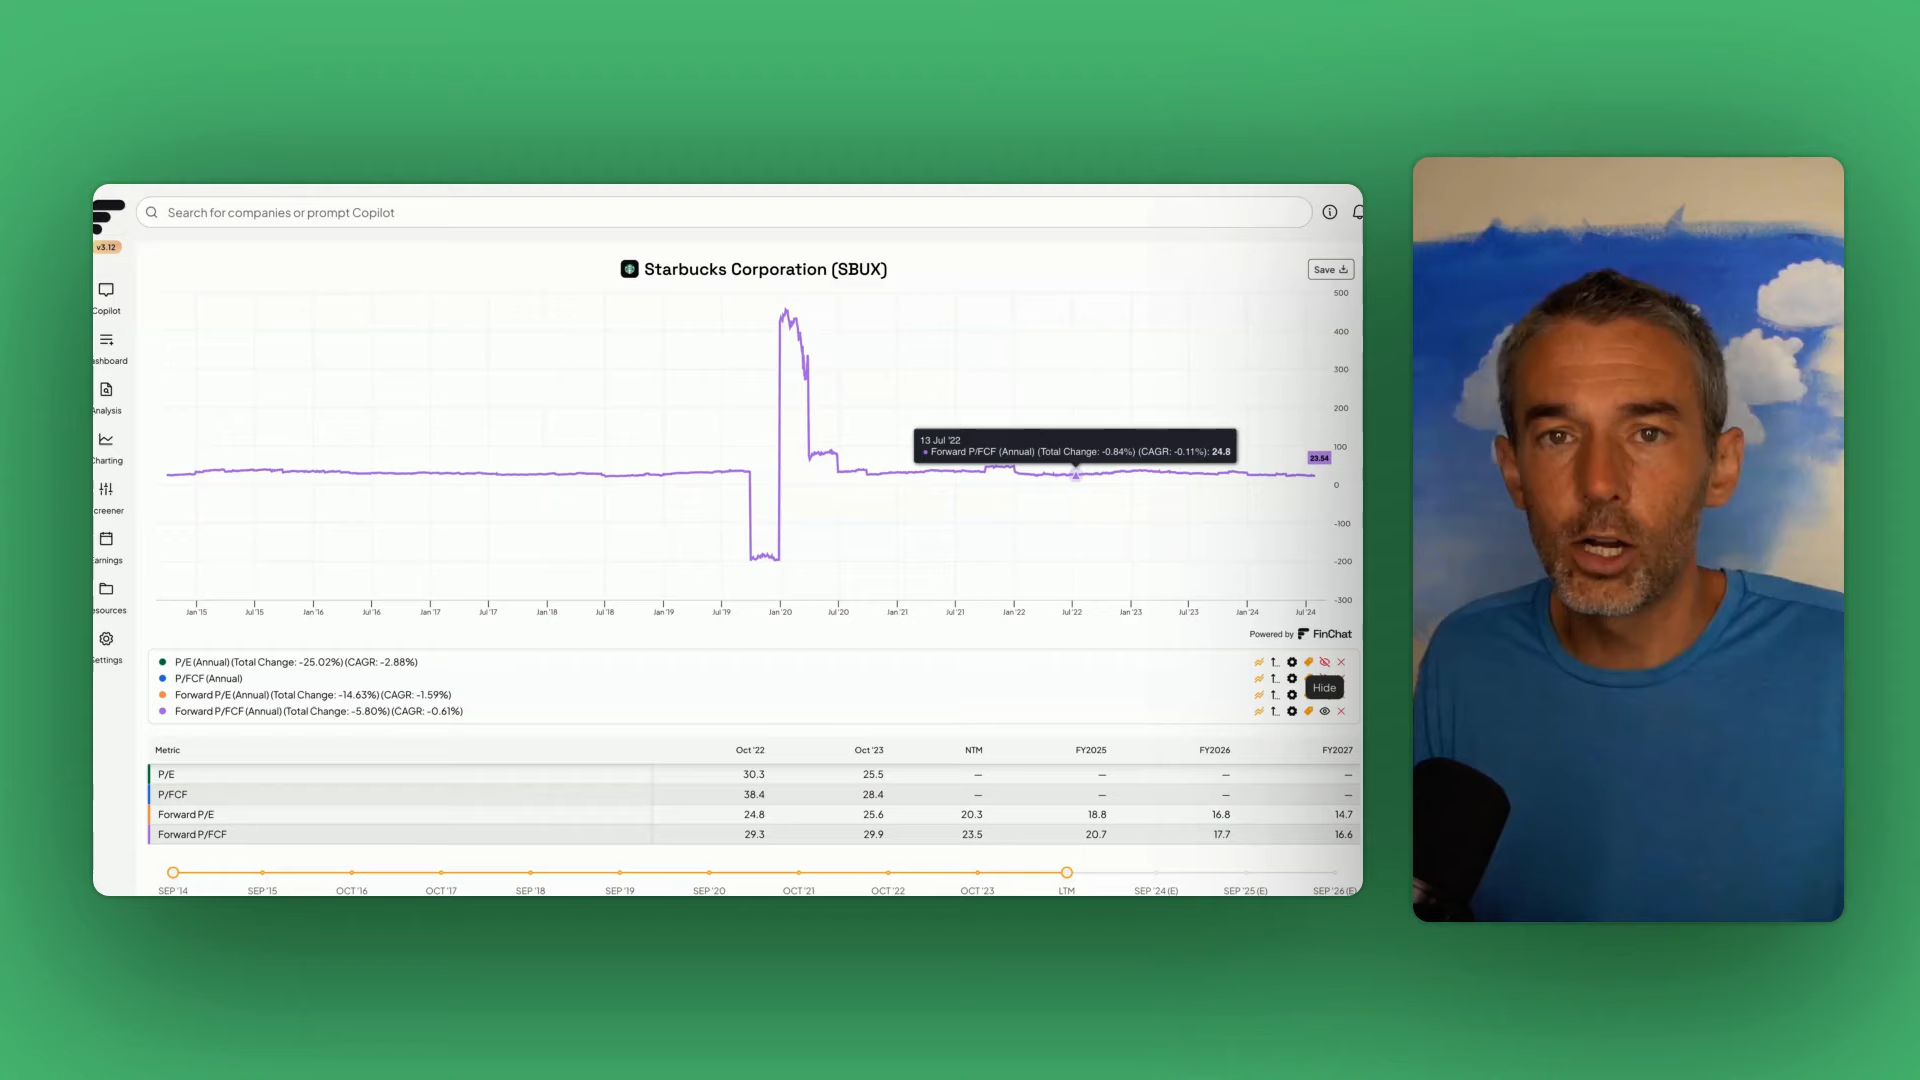 Search for companies or prompt Copilot
v3.12
Starbucks Corporation (SBUX)
Save
Copilot
ashboard
Analysis
Charting
creener
arnings
esources
ettings
500
400
300
200
100
0
-100
-200
-300
23.54
13 Jul '22
Forward P/FCF (Annual) (Total Change: -0.84%) (CAGR: -0.11%): 24.8
Jan '15 Jul '15 Jan '16 Jul '16 Jan '17 Jul '17 Jan '18 Jul '18 Jan '19 Jul '19 Jan '20 Jul '20 Jan '21 Jul '21 Jan '22 Jul '22 Jan '23 Jul '23 Jan '24 Jul '24
Powered by FinChat
P/E (Annual) (Total Change: -25.02%) (CAGR: -2.88%)
P/FCF (Annual)
Forward P/E (Annual) (Total Change: -14.63%) (CAGR: -1.59%)
Forward P/FCF (Annual) (Total Change: -5.80%) (CAGR: -0.61%)
Hide
Metric Oct '22 Oct '23 NTM FY2025 FY2026 FY2027
P/E 30.3 25.5 — — — —
P/FCF 38.4 28.4 — — — —
Forward P/E 24.8 25.6 20.3 18.8 16.8 14.7
Forward P/FCF 29.3 29.9 23.5 20.7 17.7 16.6
SEP '14 SEP '15 OCT '16 OCT '17 SEP '18 SEP '19 SEP '20 OCT '21 OCT '22 OCT '23 LTM SEP '24 (E) SEP '25 (E) SEP '26 (E)